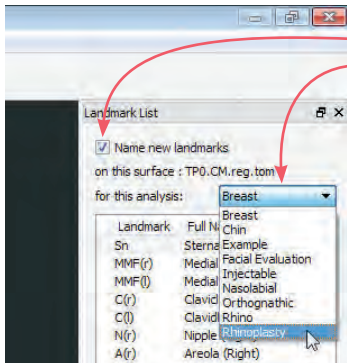 Landmark List
Name new landmarks
on this surface : TP0.CM.reg.tom
for this analysis: Breast
Breast
Chin
Example
Facial Evaluation
Injectable
Nasolabial
Orthognathic
Rhino
Rhinoplasty
Landmark Full N
Sn Sterna
MMF(r) Medial
MMF(l) Medial
C(r) Clavicl
C(l) Clavicl
N(r) Nipple
A(r) Areola (Right)